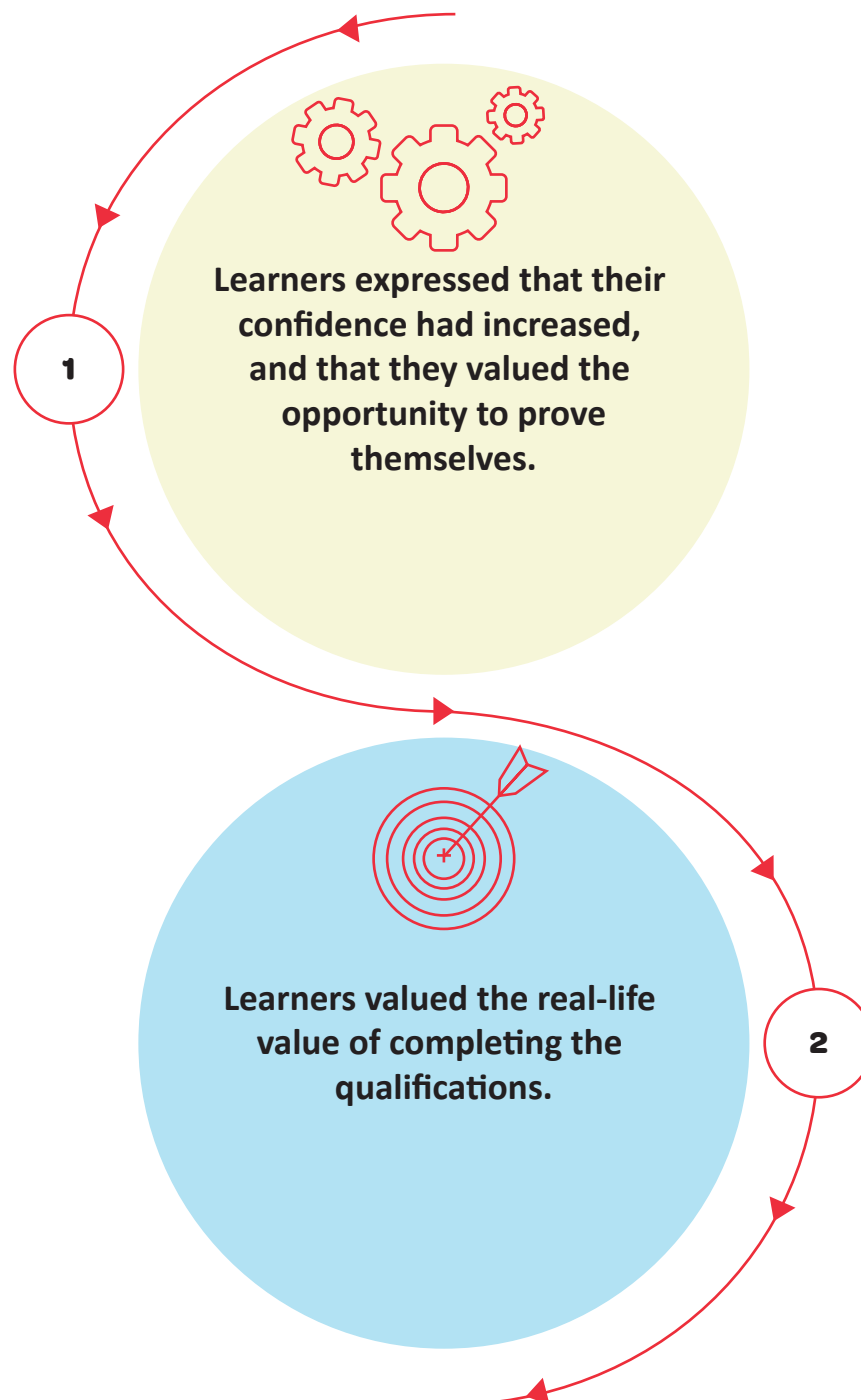 Learners expressed that their
confidence had increased,
and that they valued the
opportunity to prove
themselves.
1
Learners valued the real-life
value of completing the
qualifications.
2